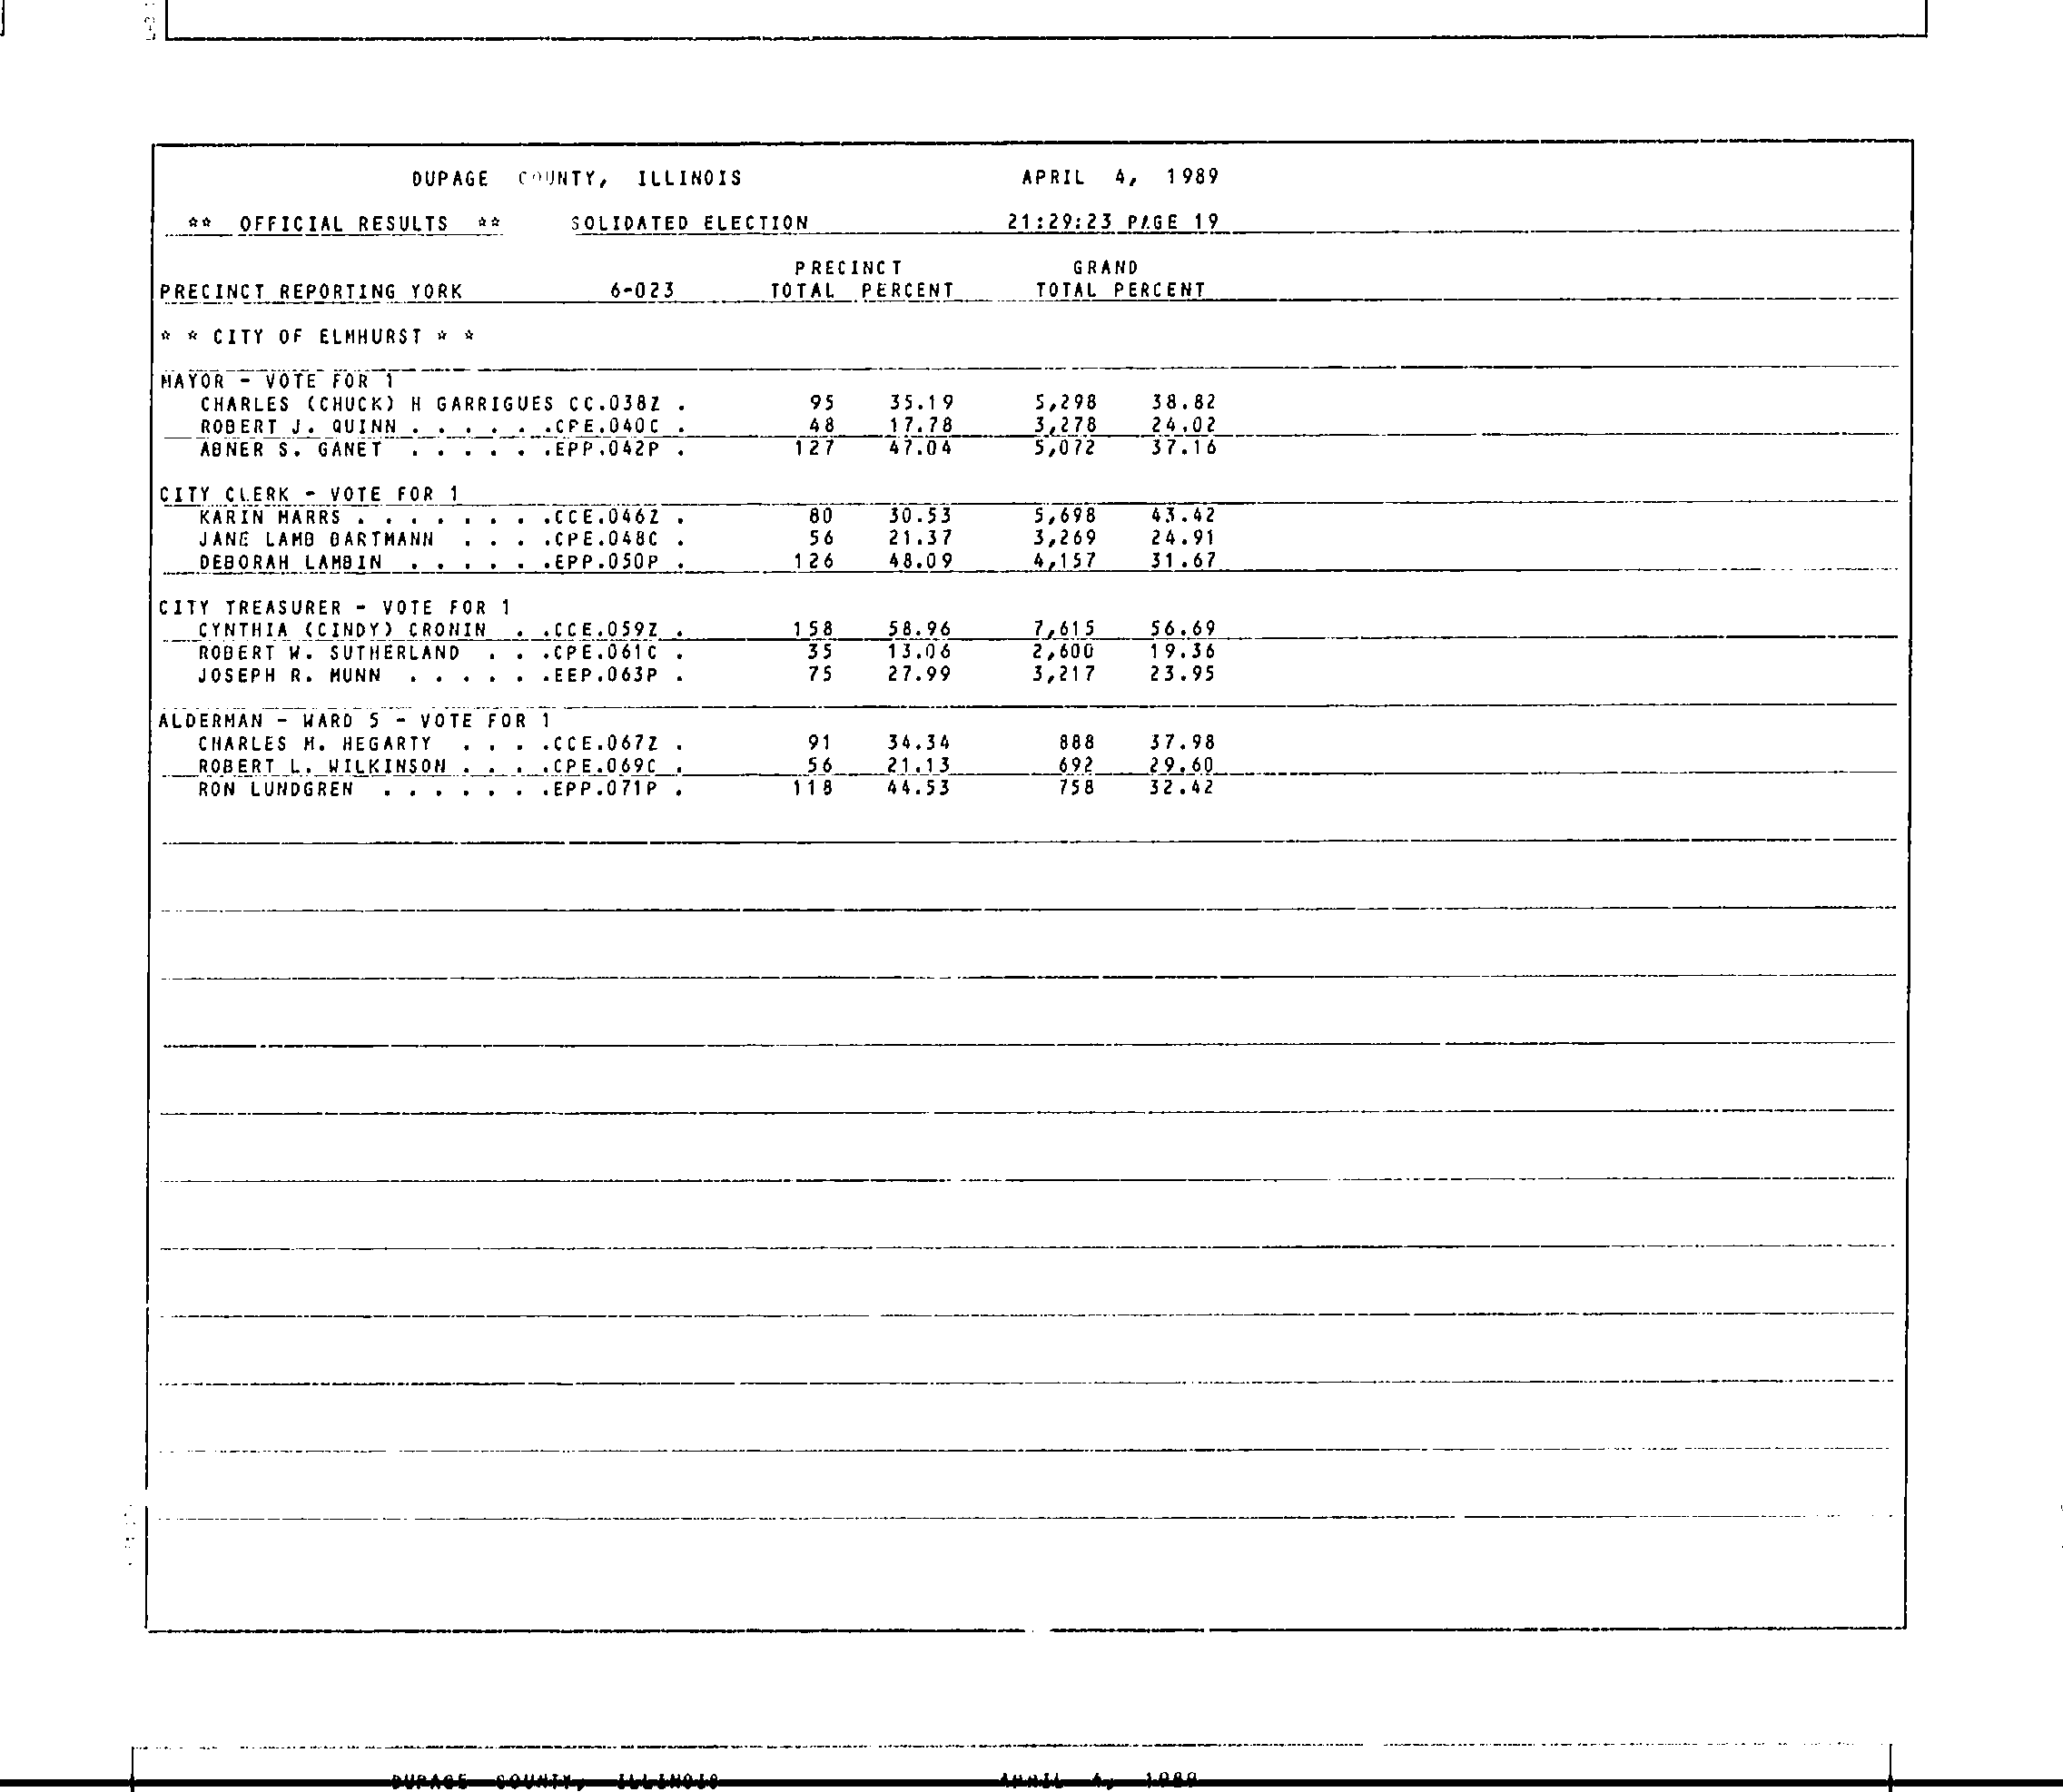 DUPAGE COUNTY, ILLINOIS APRIL 4, 1989
** OFFICIAL RESULTS ** SOLIDATED ELECTION 21:29:23 PAGE 19
PRECINCT GRAND
PRECINCT REPORTING YORK 6-023 TOTAL PERCENT TOTAL PERCENT
* * CITY OF ELMHURST * *
MAYOR - VOTE FOR 1
CHARLES (CHUCK) H GARRIGUES CC.038Z . 95 35.19 5,298 38.82
ROBERT J. QUINN . . . . . .CPE.040C . 48 17.78 3,278 24.02
ABNER S. GANET . . . . . .EPP.042P . 127 47.04 5,072 37.16
CITY CLERK - VOTE FOR 1
KARIN MARRS . . . . . . . .CCE.046Z . 80 30.53 5,698 43.42
JANE LAMB BARTMANN . . . .CPE.048C . 56 21.37 3,269 24.91
DEBORAH LAMBIN . . . . . .EPP.050P . 126 48.09 4,157 31.67
CITY TREASURER - VOTE FOR 1
CYNTHIA (CINDY) CRONIN . .CCE.059Z . 158 58.96 7,615 56.69
ROBERT W. SUTHERLAND . . .CPE.061C . 35 13.06 2,600 19.36
JOSEPH R. MUNN . . . . . .EEP.063P . 75 27.99 3,217 23.95
ALDERMAN - WARD 5 - VOTE FOR 1
CHARLES M. HEGARTY . . . .CCE.067Z . 91 34.34 888 37.98
ROBERT L. WILKINSON . . . .CPE.069C . 56 21.13 692 29.60
RON LUNDGREN . . . . . . .EPP.071P . 118 44.53 758 32.42
DUPAGE COUNTY, ILLINOIS APRIL 4, 1989